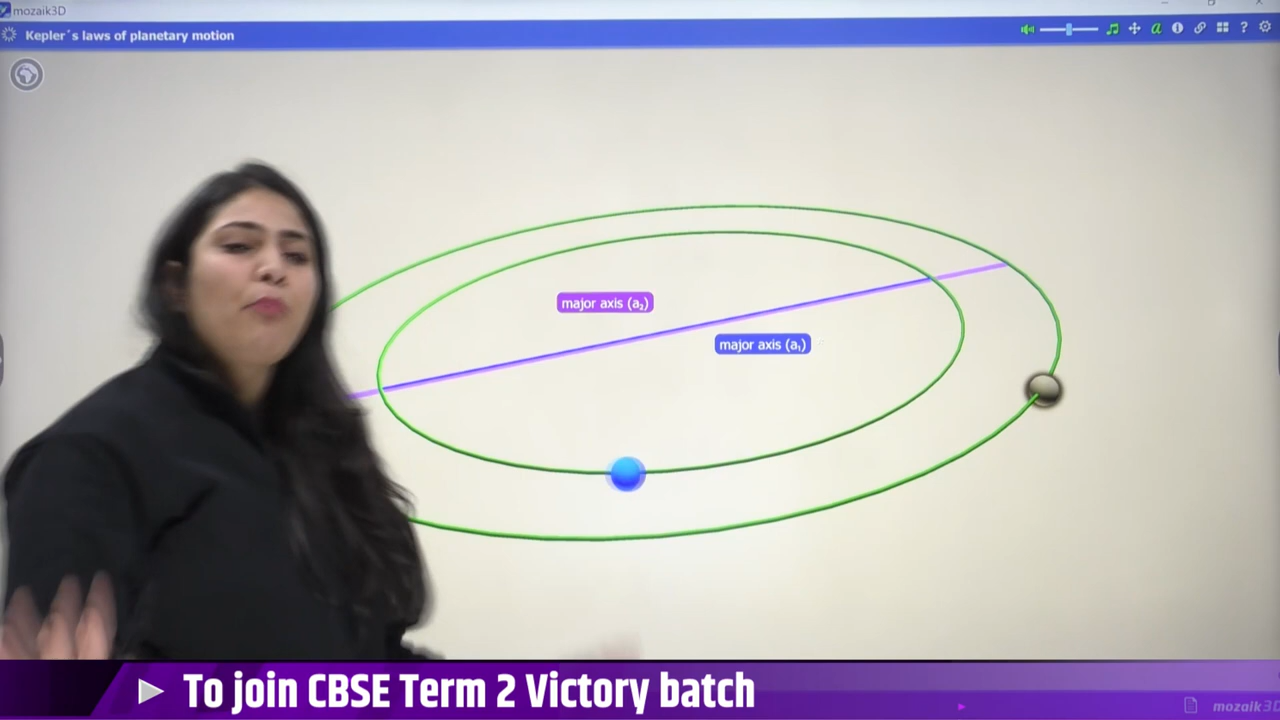 mozaik3D
Kepler´s laws of planetary motion
major axis (a₂)
major axis (a₁)
To join CBSE Term 2 Victory batch
mozaik3D